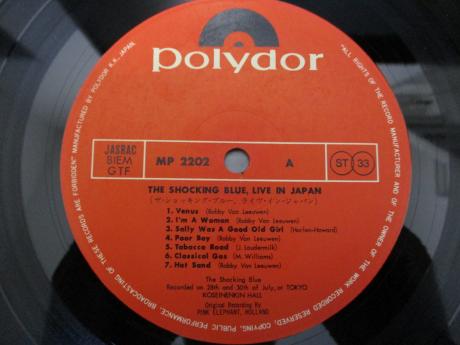 polydor
JASRAC
BIEM
GTF
MP 2202
A
ST 33
THE SHOCKING BLUE, LIVE IN JAPAN
(ザ・ショッキング・ブルー、ライヴ・イン・ジャパン)
1. Venus (Robby Van Leeuwen)
2. I'm A Woman (Robby Van Leeuwen)
3. Sally Was A Good Old Girl (Harlan-Howard)
4. Poor Boy (Robby Van Leeuwen)
5. Tobacco Road (J. Laudermilk)
6. Classical Gas (M. Williams)
7. Hot Sand (Robby Van Leeuwen)
The Shocking Blue
Recorded on 28th and 30th of July, at TOKYO
KOSEINENKIN HALL
Original Recording By
PINK ELEPHANT, HOLLAND
"ALL RIGHTS OF THE RECORD MANUFACTURER AND OF THE OWNER OF THE RECORDED WORK RESERVED. COPYING, PUBLIC PERFORMANCE, BROADCASTING OF THESE RECORDS ARE FORBIDDEN" MANUFACTURED BY POLYDOR K.K., JAPAN.